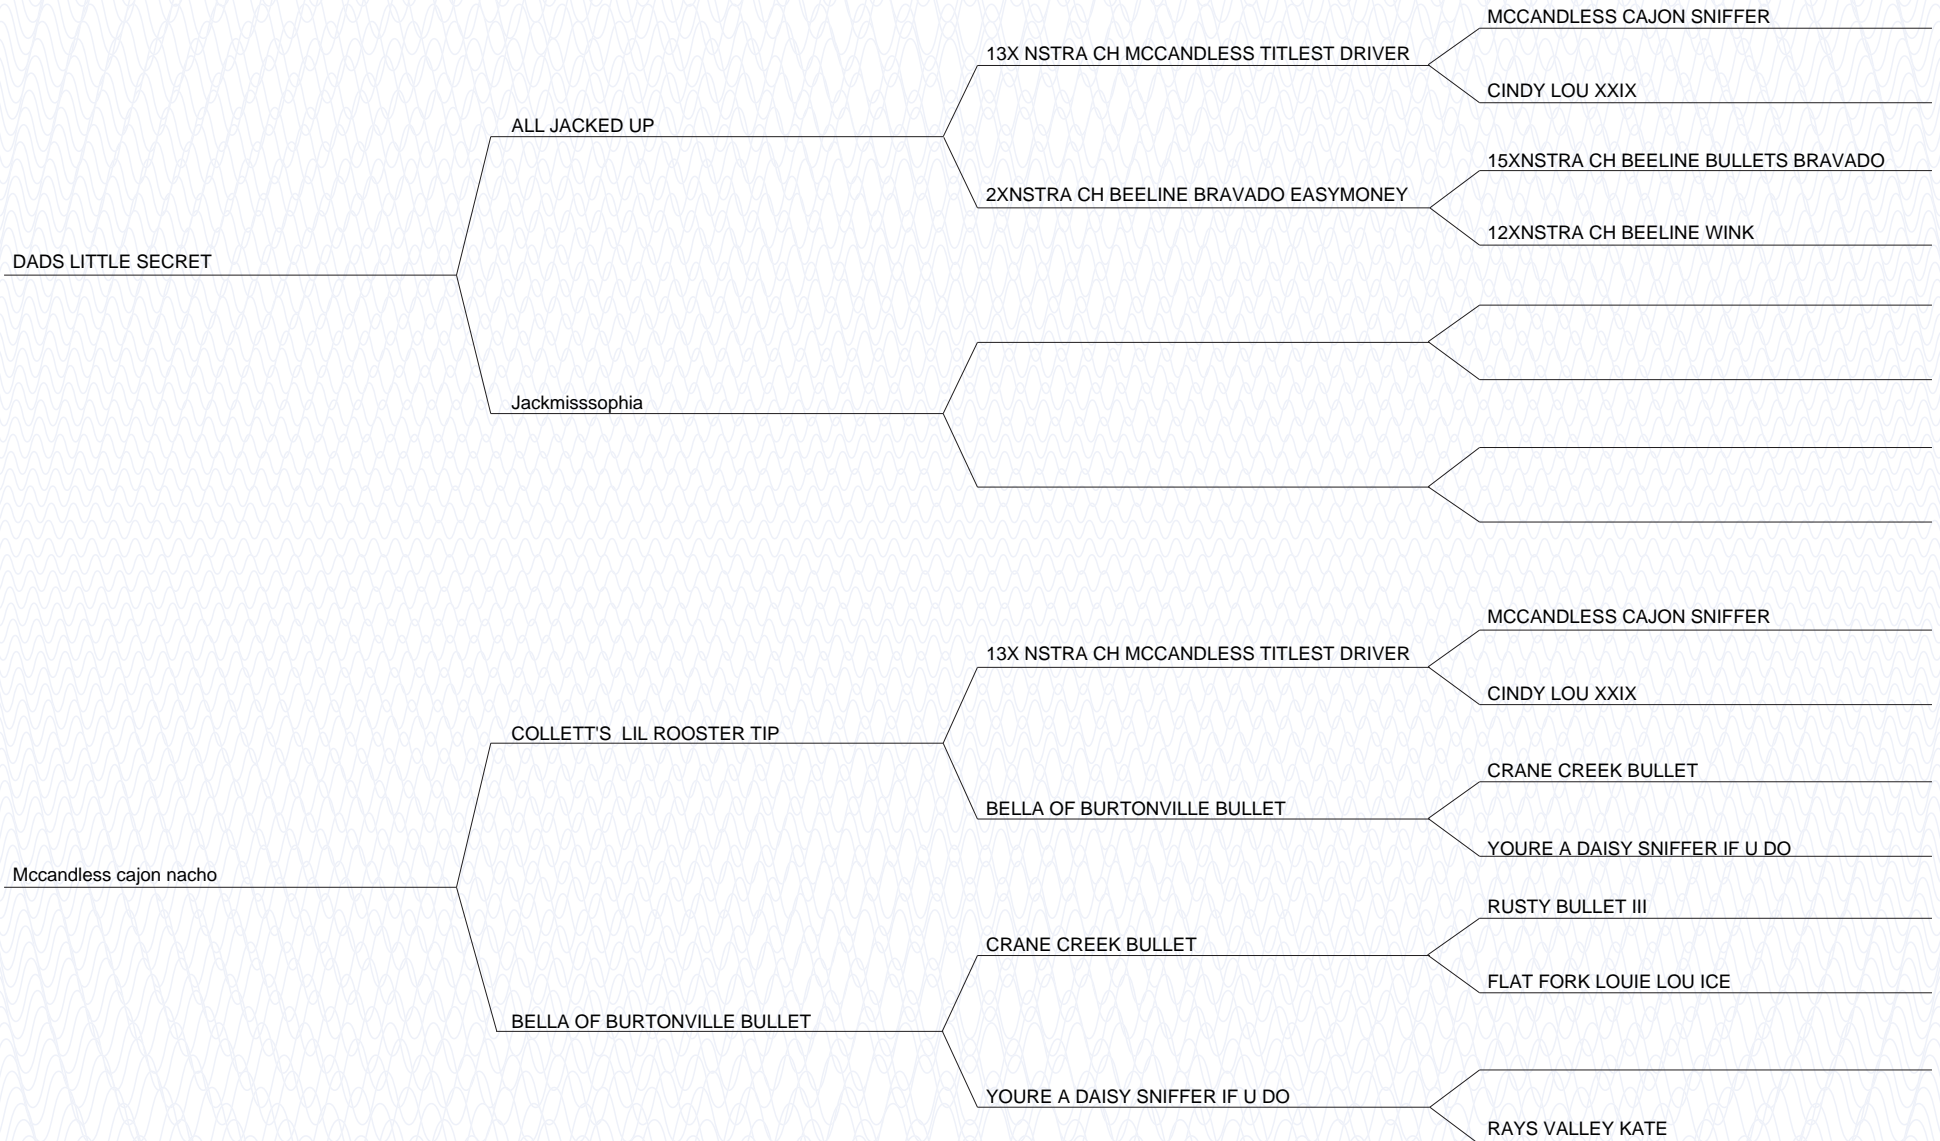 MCCANDLESS CAJON SNIFFER
13X NSTRA CH MCCANDLESS TITLEST DRIVER
CINDY LOU XXIX
ALL JACKED UP
15XNSTRA CH BEELINE BULLETS BRAVADO
2XNSTRA CH BEELINE BRAVADO EASYMONEY
12XNSTRA CH BEELINE WINK
DADS LITTLE SECRET
Jackmisssophia
MCCANDLESS CAJON SNIFFER
13X NSTRA CH MCCANDLESS TITLEST DRIVER
CINDY LOU XXIX
COLLETT'S  LIL ROOSTER TIP
CRANE CREEK BULLET
BELLA OF BURTONVILLE BULLET
YOURE A DAISY SNIFFER IF U DO
Mccandless cajon nacho
RUSTY BULLET III
CRANE CREEK BULLET
FLAT FORK LOUIE LOU ICE
BELLA OF BURTONVILLE BULLET
YOURE A DAISY SNIFFER IF U DO
RAYS VALLEY KATE